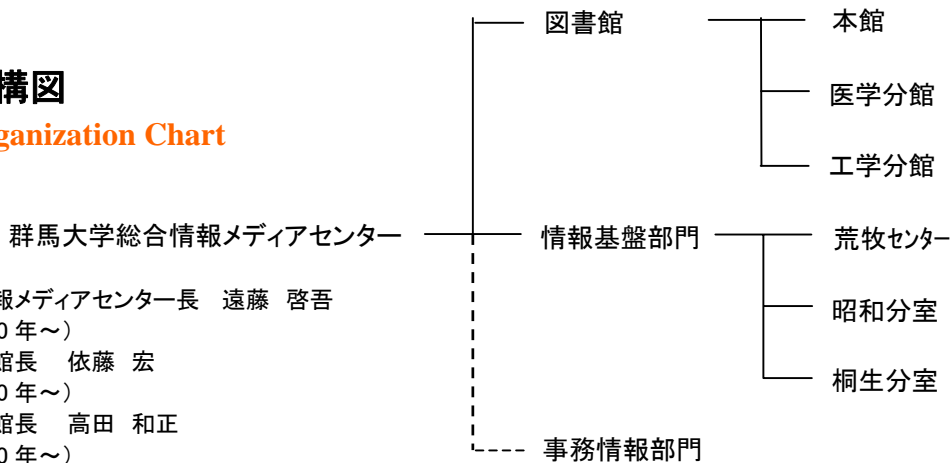 構図
ganization Chart
図書館
本館
医学分館
工学分館
群馬大学総合情報メディアセンター
情報基盤部門
荒牧センター
昭和分室
桐生分室
事務情報部門
報メディアセンター長 遠藤 啓吾
0 年～）
館長 依藤 宏
0 年～）
館長 高田 和正
0 年～）